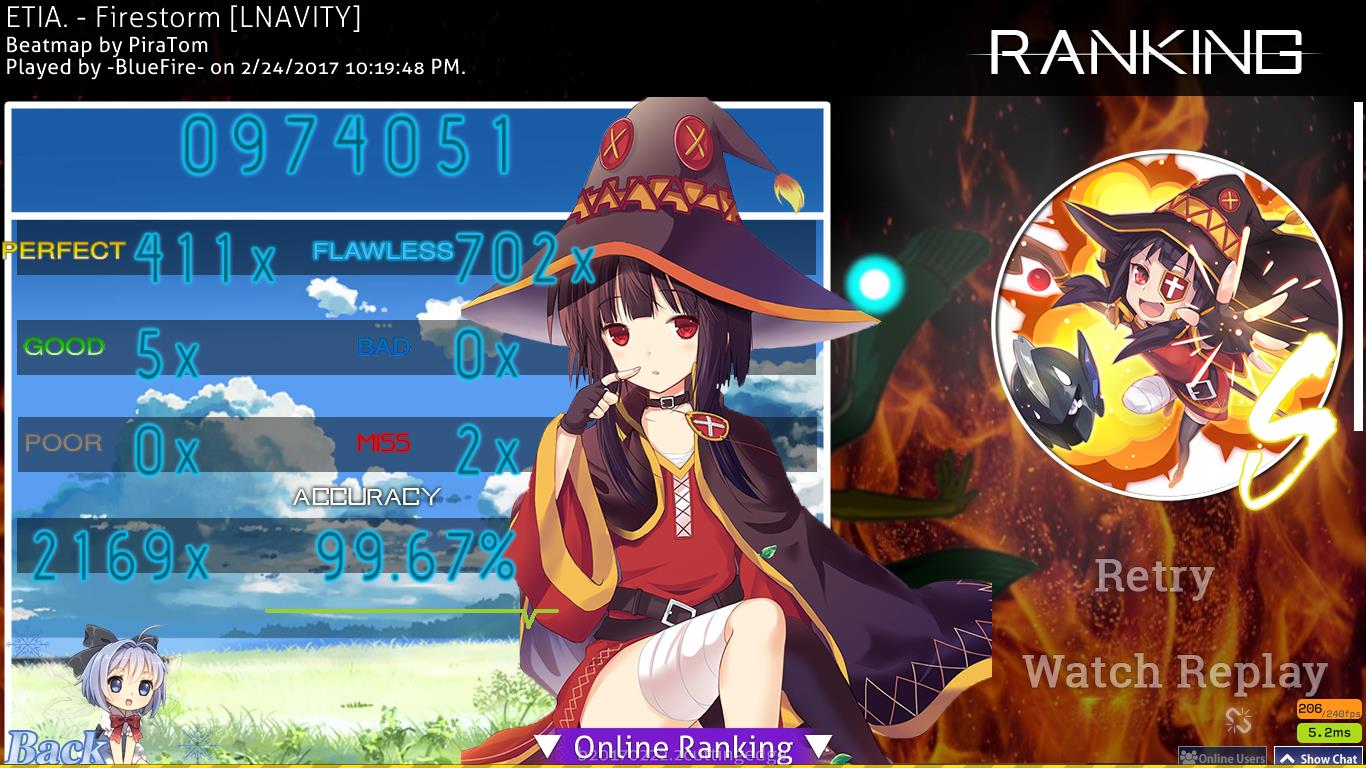 ETIA. - Firestorm [LNAVITY]
Beatmap by PiraTom
Played by -BlueFire- on 2/24/2017 10:19:48 PM.
RANKING
0974051
PERFECT 411x FLAWLESS 702x
GOOD 5x BAD 0x
POOR 0x MISS 2x
ACCURACY
2169x 99.67%
S
Retry
Watch Replay
206/240fps
5.2ms
Back
Online Ranking
Online Users
Show Chat